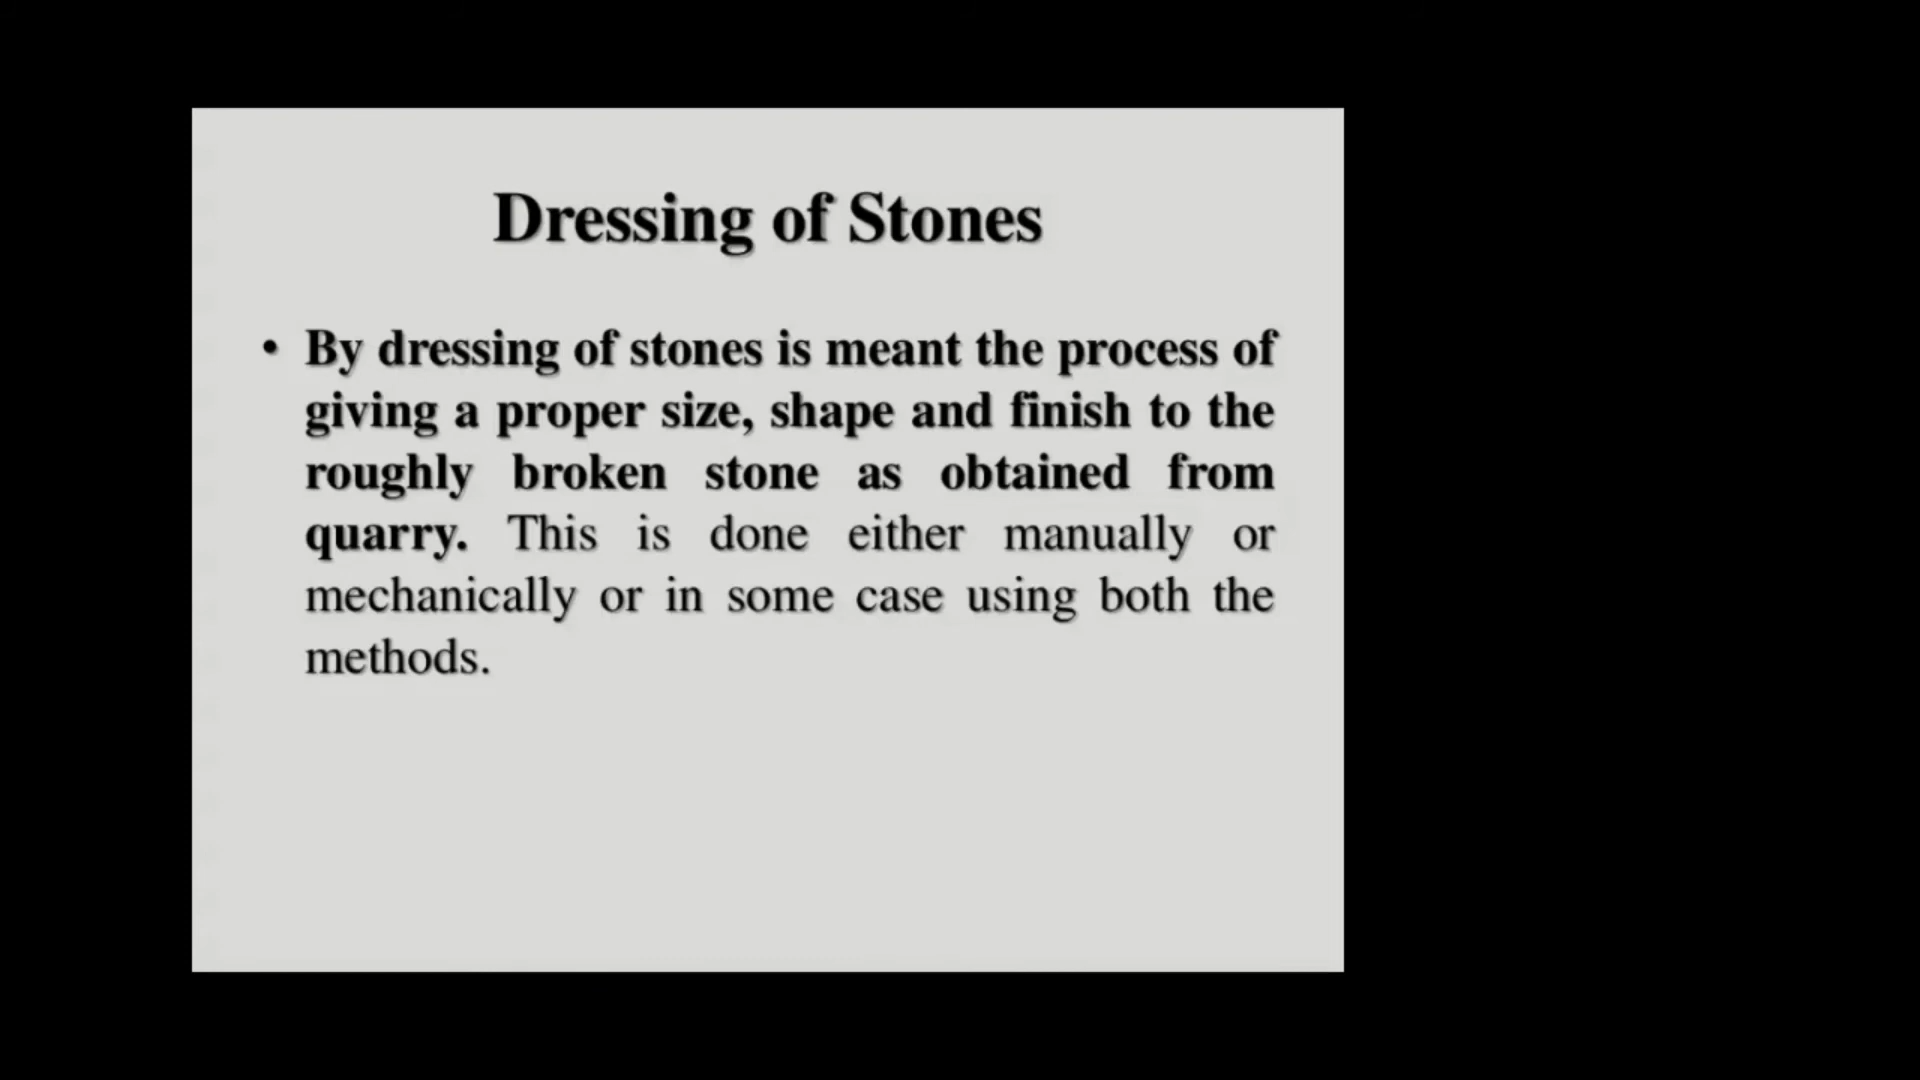 Dressing of Stones
• By dressing of stones is meant the process of
giving a proper size, shape and finish to the
roughly broken stone as obtained from
quarry. This is done either manually or
mechanically or in some case using both the
methods.